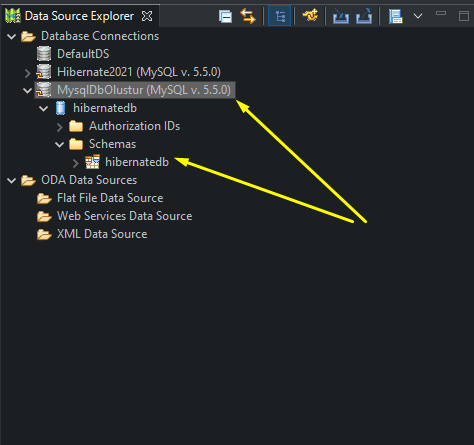 Data Source Explorer
Database Connections
DefaultDS
Hibernate2021 (MySQL v. 5.5.0)
MysqlDbOlustur (MySQL v. 5.5.0)
hibernatedb
Authorization IDs
Schemas
hibernatedb
ODA Data Sources
Flat File Data Source
Web Services Data Source
XML Data Source